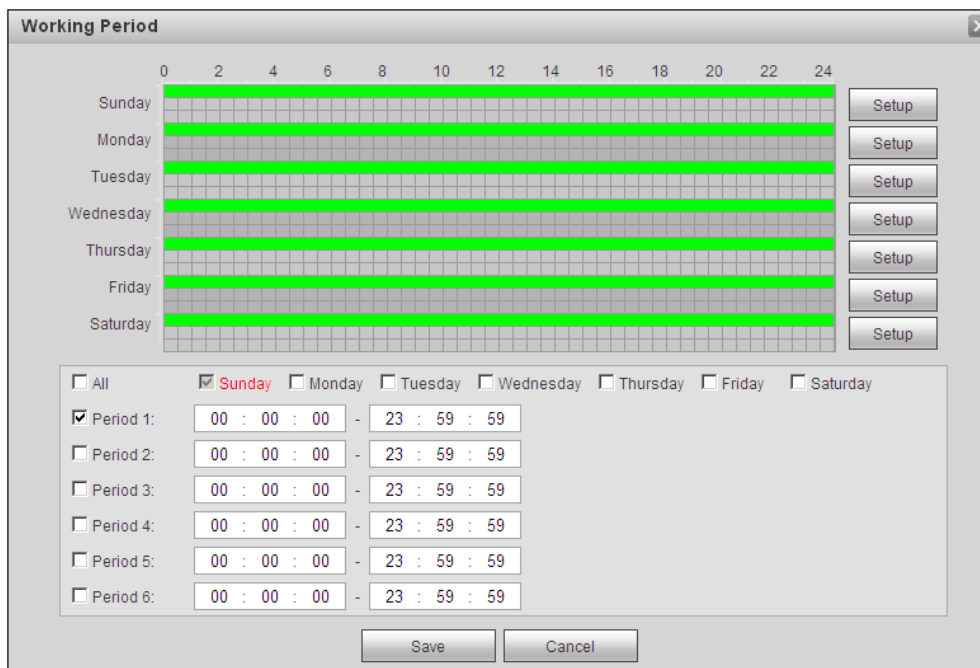 Working Period
0 2 4 6 8 10 12 14 16 18 20 22 24
Sunday Setup
Monday Setup
Tuesday Setup
Wednesday Setup
Thursday Setup
Friday Setup
Saturday Setup
All Sunday Monday Tuesday Wednesday Thursday Friday Saturday
Period 1: 00 : 00 : 00 - 23 : 59 : 59
Period 2: 00 : 00 : 00 - 23 : 59 : 59
Period 3: 00 : 00 : 00 - 23 : 59 : 59
Period 4: 00 : 00 : 00 - 23 : 59 : 59
Period 5: 00 : 00 : 00 - 23 : 59 : 59
Period 6: 00 : 00 : 00 - 23 : 59 : 59
Save Cancel